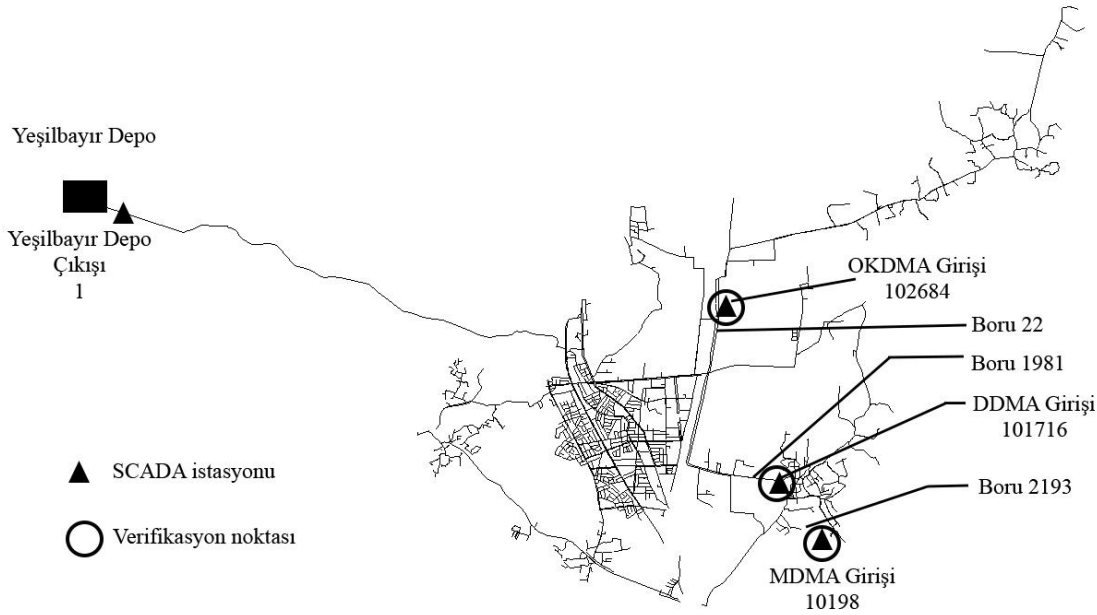 Yeşilbayır Depo
Yeşilbayır Depo
Çıkışı
1
OKDMA Girişi
102684
Boru 22
Boru 1981
DDMA Girişi
101716
Boru 2193
MDMA Girişi
10198
SCADA istasyonu
Verifikasyon noktası